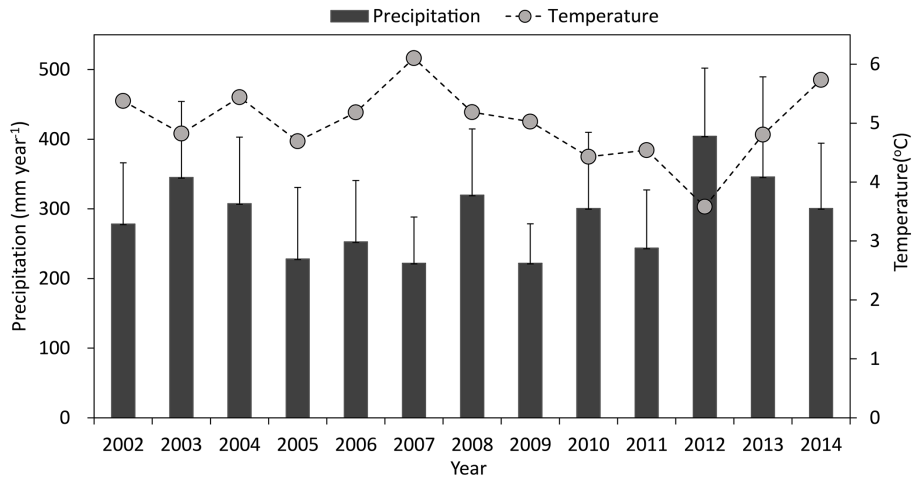 Precipitation Temperature
Precipitation (mm year⁻¹)
500
400
300
200
100
0
6
5
4
3
2
1
0
Temperature(ºC)
2002 2003 2004 2005 2006 2007 2008 2009 2010 2011 2012 2013 2014
Year